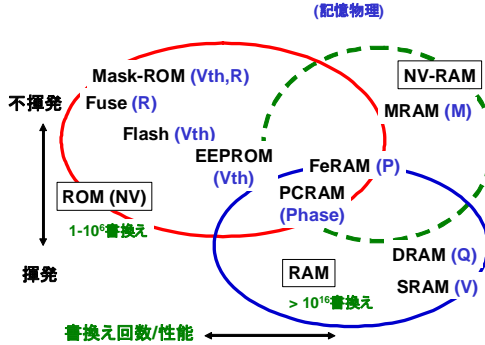 (記憶物理)
Mask-ROM (Vth,R)
NV-RAM
Fuse (R)
MRAM (M)
不揮発
Flash (Vth)
EEPROM
(Vth)
FeRAM (P)
PCRAM
(Phase)
ROM (NV)
1-10⁶書換え
揮発
DRAM (Q)
RAM
SRAM (V)
> 10¹⁶書換え
書換え回数/性能